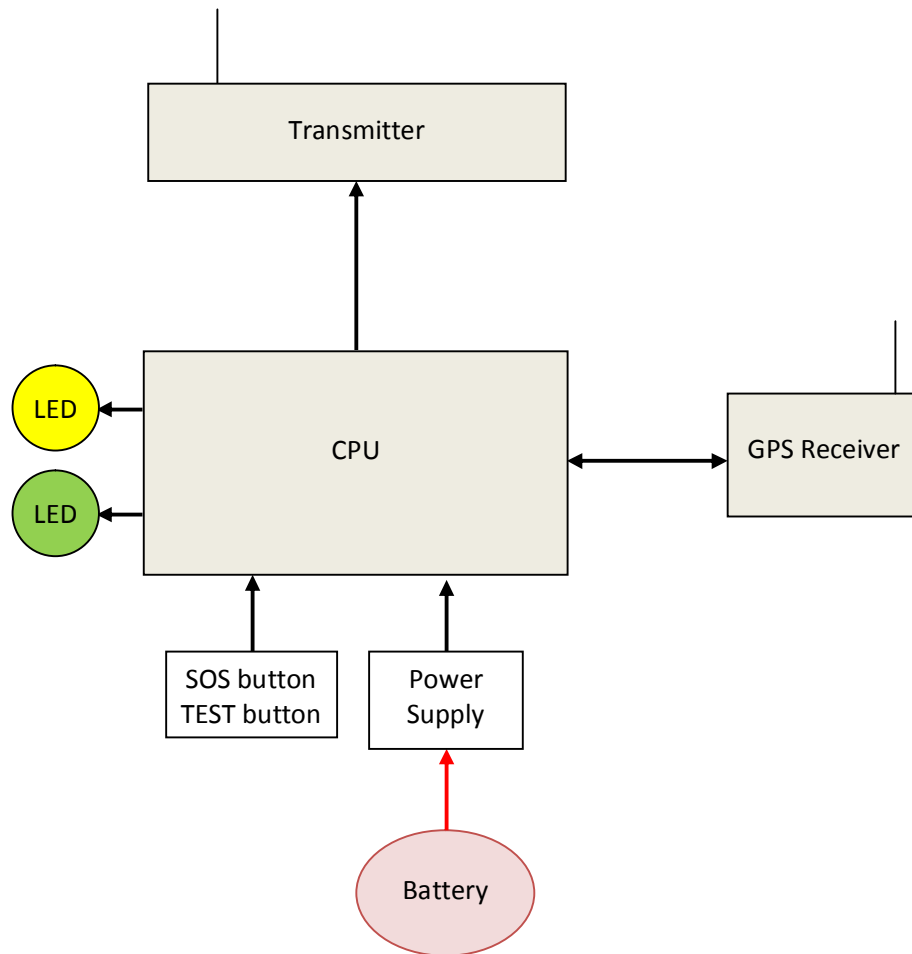 Transmitter
LED
CPU
GPS Receiver
LED
SOS button
TEST button
Power
Supply
Battery